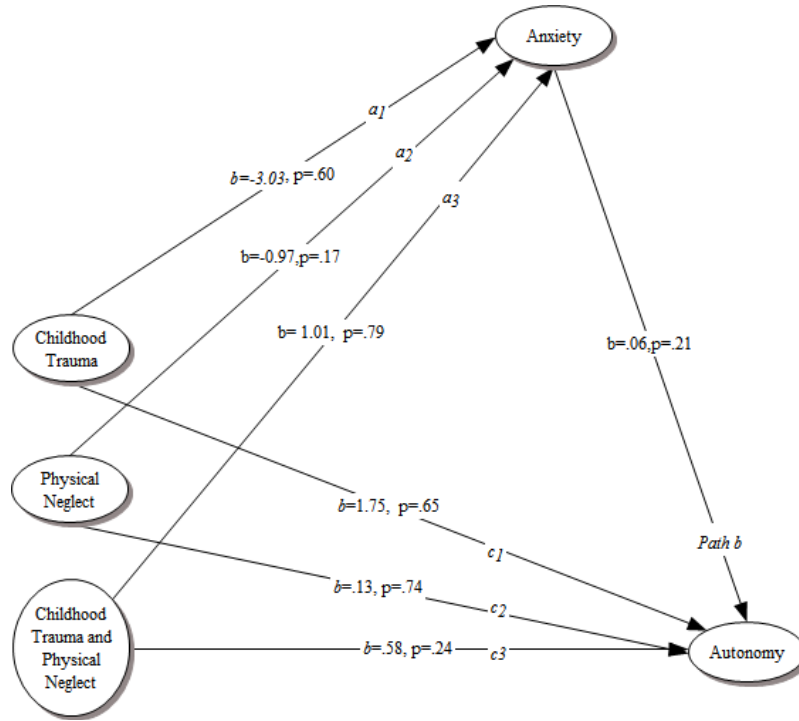 Anxiety
a1
a2
b=-3.03, p=.60
a3
b=-0.97,p=.17
b= 1.01, p=.79
Childhood
Trauma
b=.06,p=.21
Physical
Neglect
b=1.75, p=.65
Path b
c1
b=.13, p=.74
c2
Childhood
Trauma and
Physical
Neglect
b=.58, p=.24
c3
Autonomy